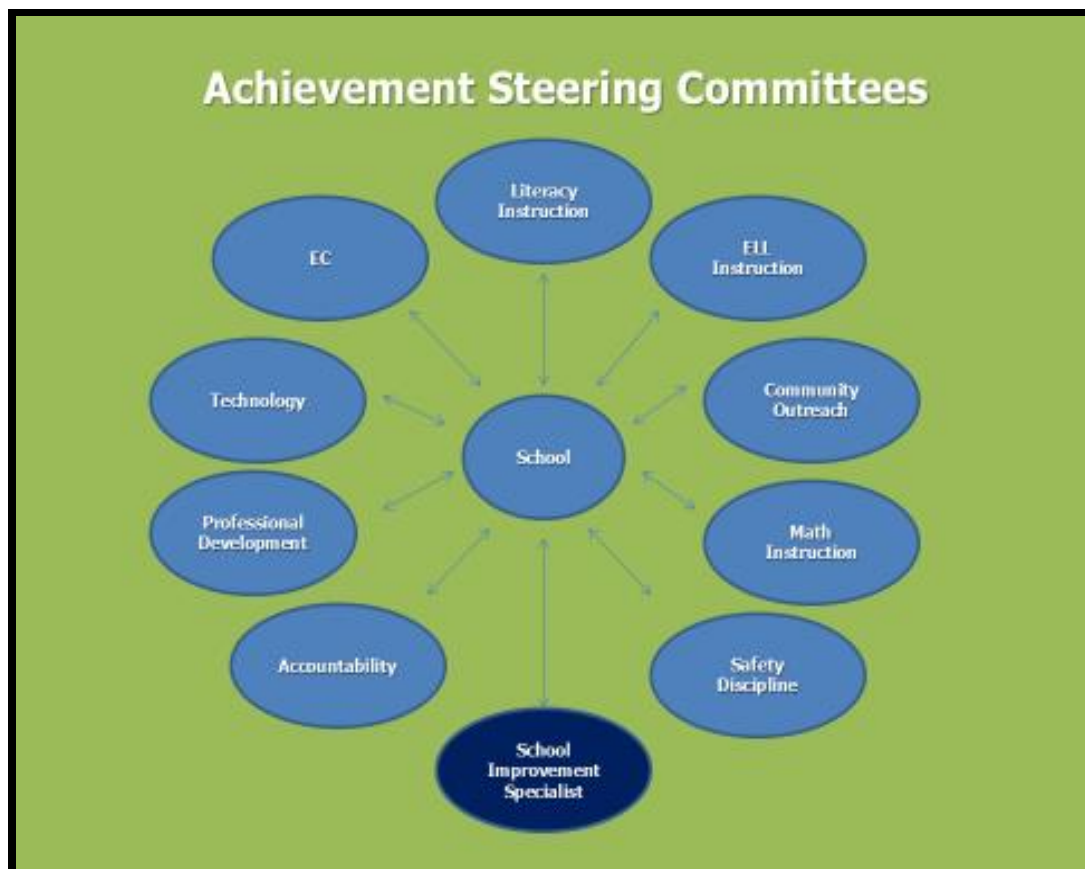 Achievement Steering Committees
Literacy
Instruction
EC
ELL
Instruction
Technology
Community
Outreach
School
Professional
Development
Math
Instruction
Accountability
Safety
Discipline
School
Improvement
Specialist